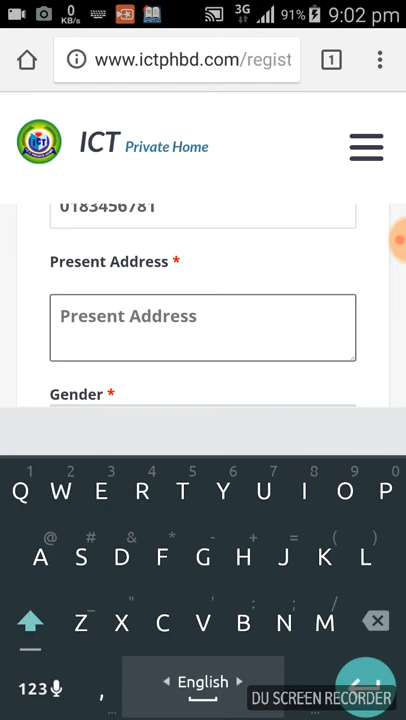 0
KB/s
3G
91%
9:02 pm
www.ictphbd.com/regist
1
ICT Private Home
0183456781
Present Address *
Present Address
Gender *
1 2 3 4 5 6 7 8 9 0
Q W E R T Y U I O P
@ # & * - + = ( )
A S D F G H J K L
_ " ' : ; /
Z X C V B N M
123 , English
DU SCREEN RECORDER